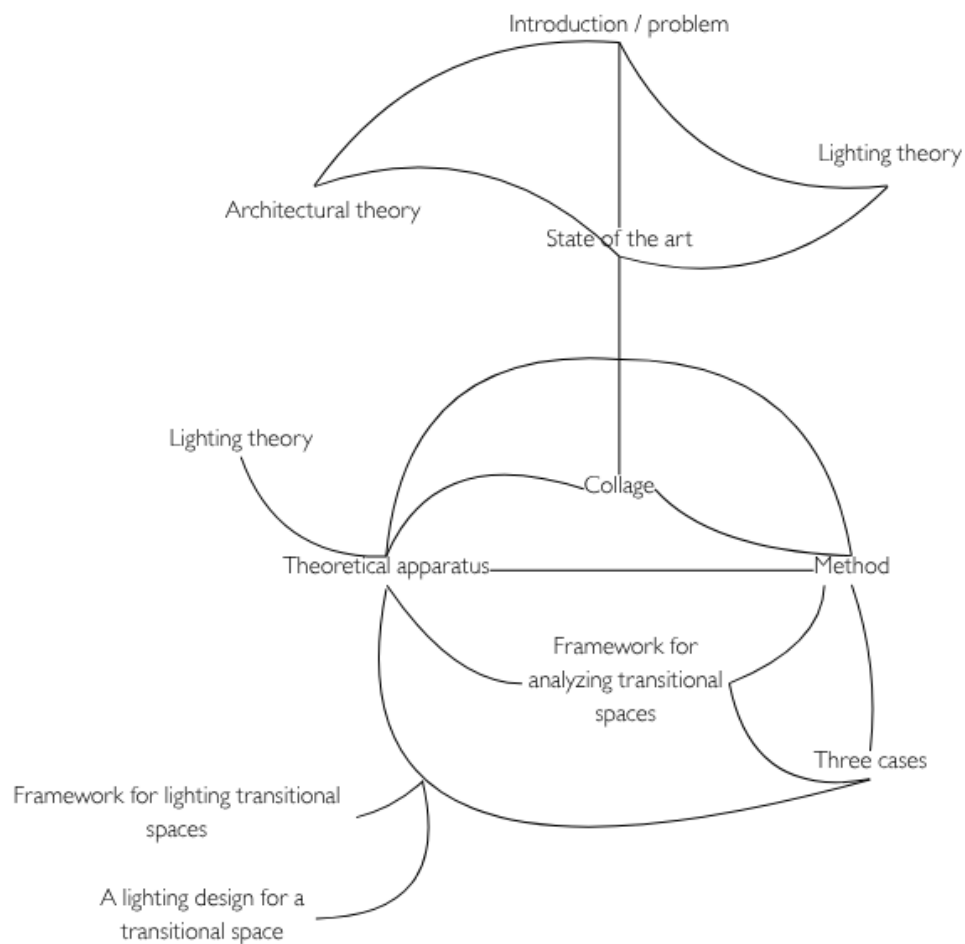 Introduction / problem
Lighting theory
Architectural theory
State of the art
Lighting theory
Collage
Theoretical apparatus
Method
Framework for
analyzing transitional
spaces
Three cases
Framework for lighting transitional
spaces
A lighting design for a
transitional space